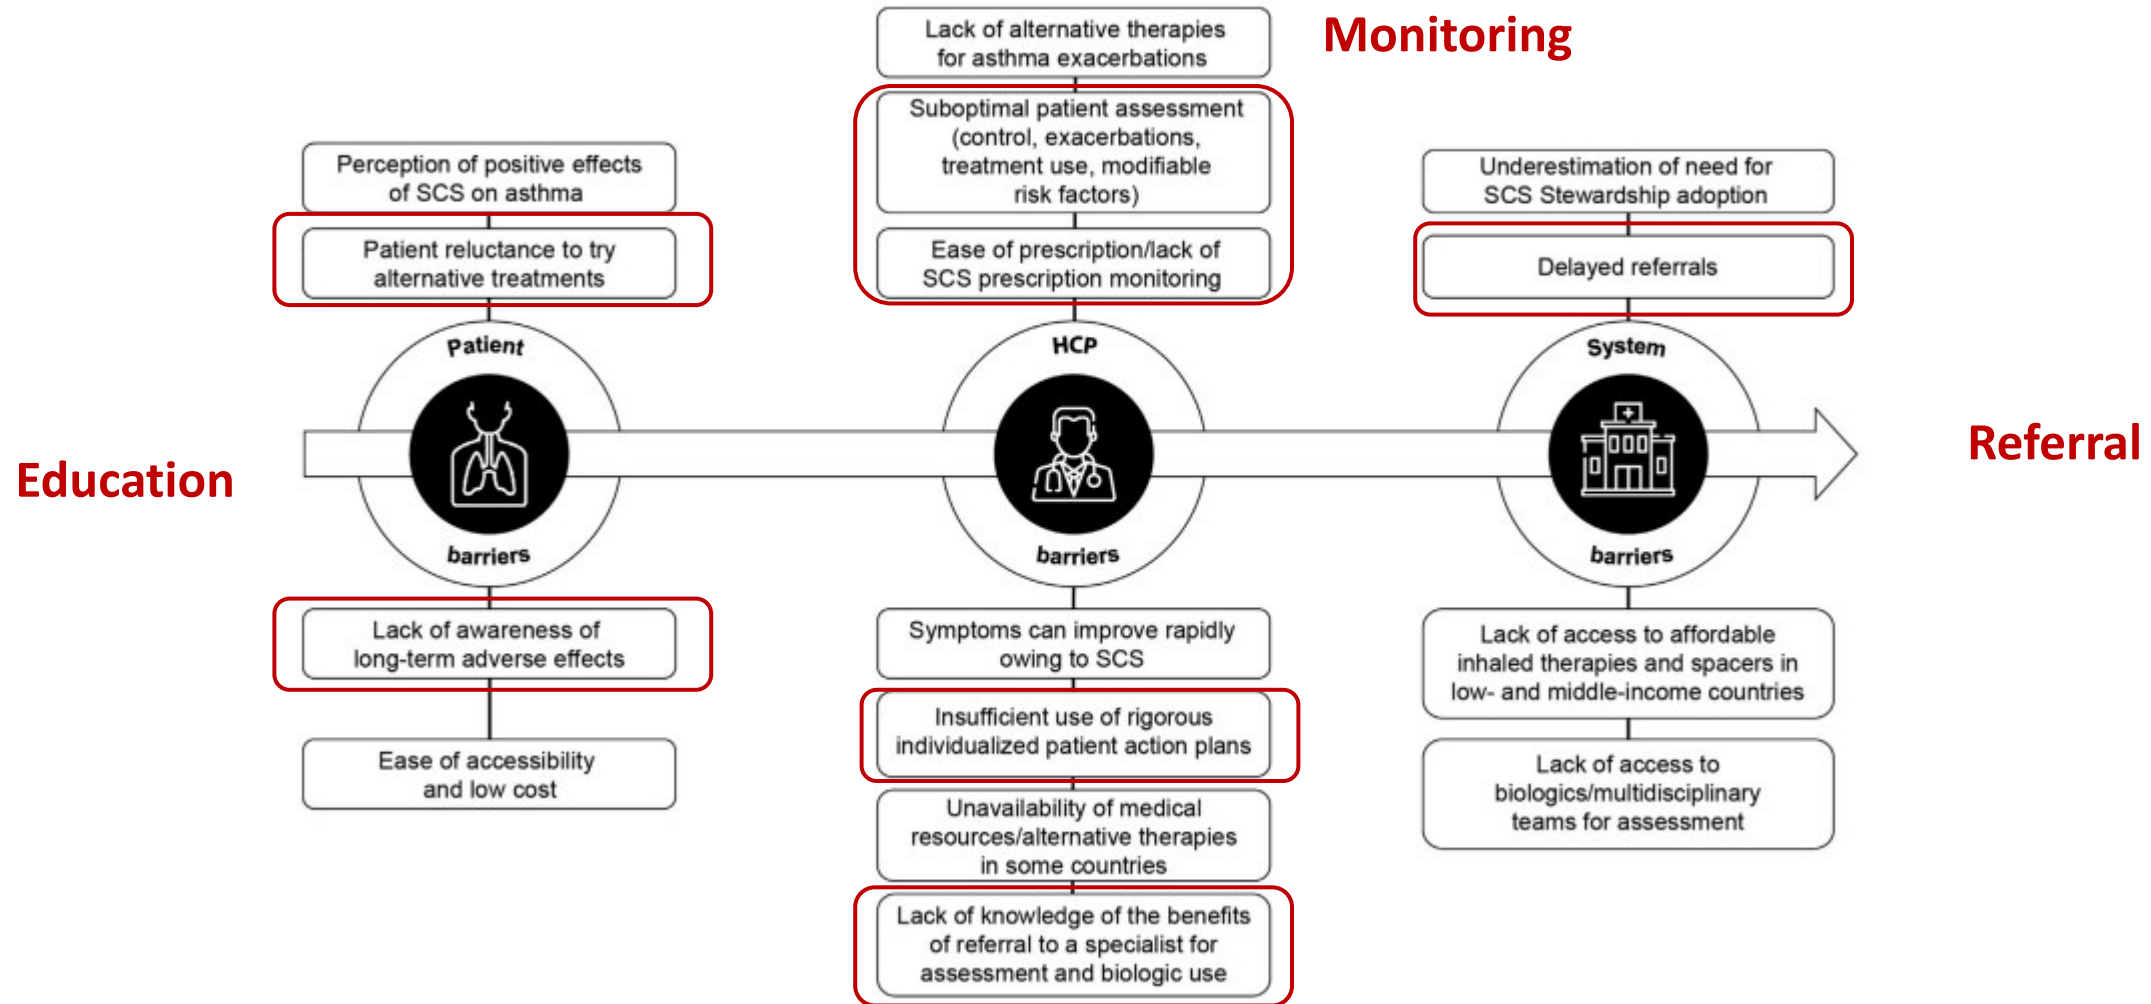 Monitoring
Education
Referral
Perception of positive effects
of SCS on asthma
Patient reluctance to try
alternative treatments
Patient
barriers
Lack of awareness of
long-term adverse effects
Ease of accessibility
and low cost
Lack of alternative therapies
for asthma exacerbations
Suboptimal patient assessment
(control, exacerbations,
treatment use, modifiable
risk factors)
Ease of prescription/lack of
SCS prescription monitoring
HCP
barriers
Symptoms can improve rapidly
owing to SCS
Insufficient use of rigorous
individualized patient action plans
Unavailability of medical
resources/alternative therapies
in some countries
Lack of knowledge of the benefits
of referral to a specialist for
assessment and biologic use
Underestimation of need for
SCS Stewardship adoption
Delayed referrals
System
barriers
Lack of access to affordable
inhaled therapies and spacers in
low- and middle-income countries
Lack of access to
biologics/multidisciplinary
teams for assessment